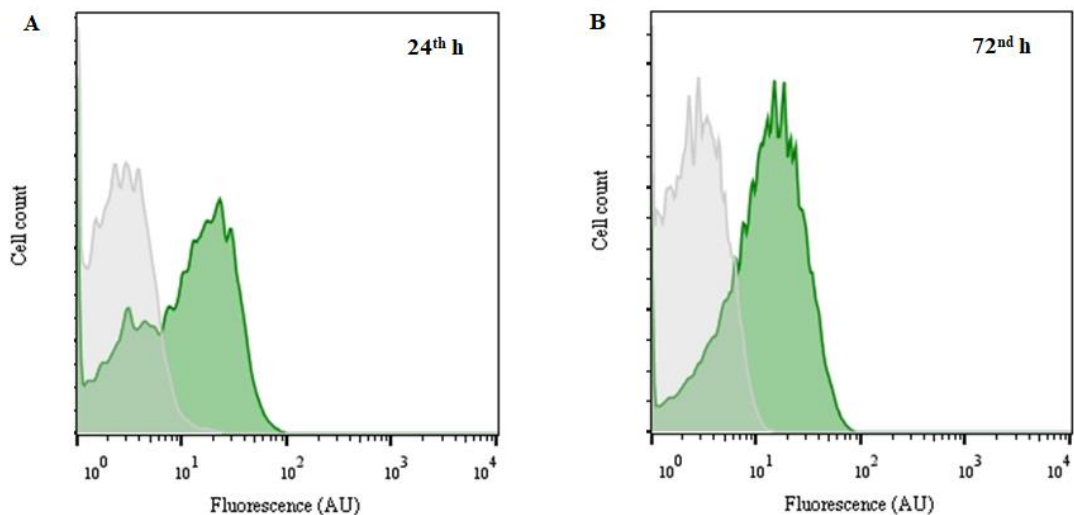 A
24th h
Cell count
10^0 10^1 10^2 10^3 10^4
Fluorescence (AU)
B
72nd h
Cell count
10^0 10^1 10^2 10^3 10^4
Fluorescence (AU)